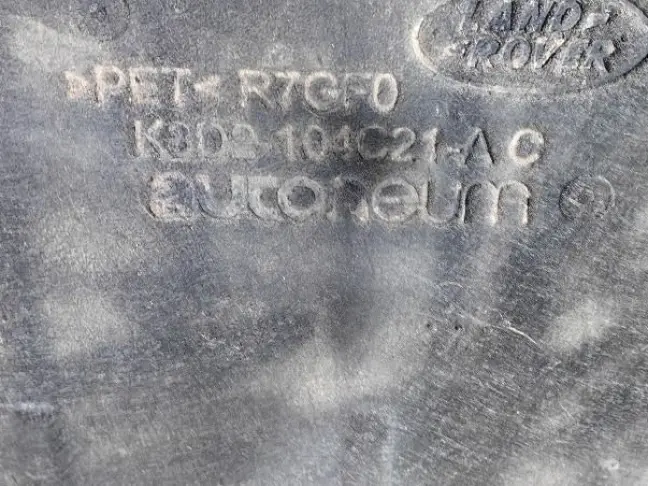 LAND
ROVER
>PET< R7GF0
K8D2-104C21-AC
autoneum